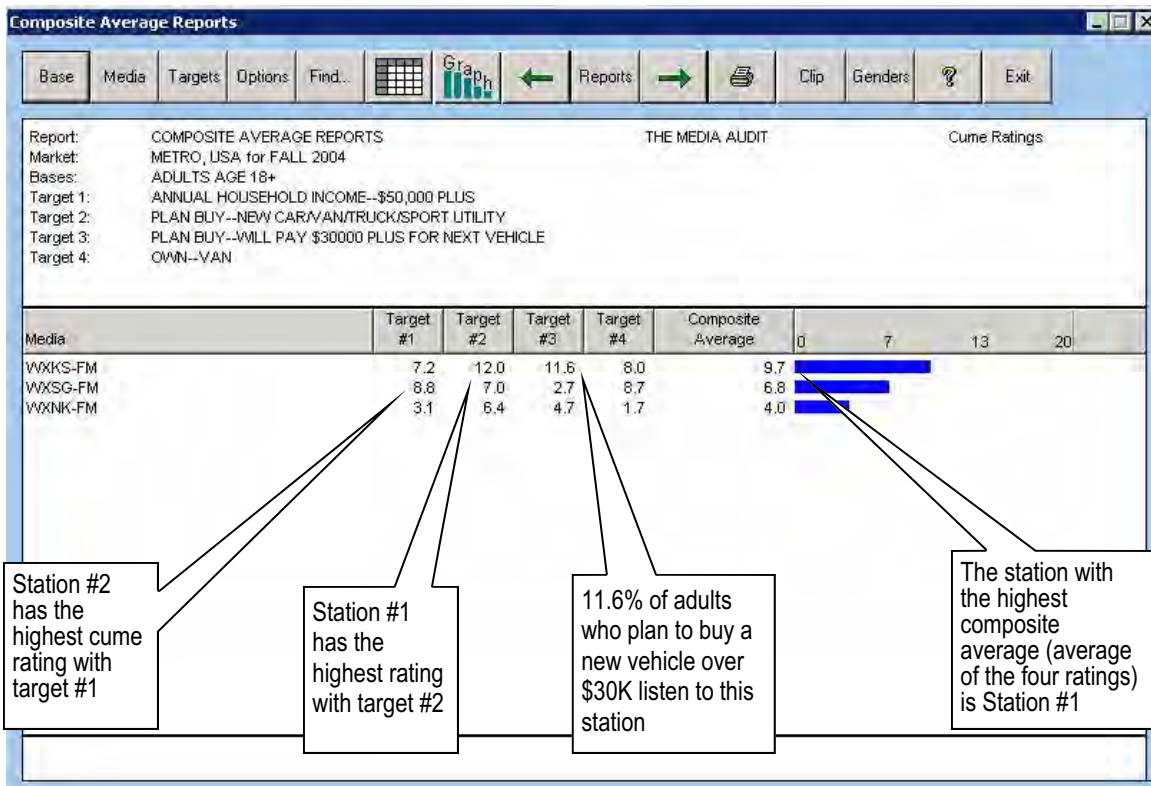 Composite Average Reports
Base Media Targets Options Find... Graph Reports Clip Genders ? Exit
Report: COMPOSITE AVERAGE REPORTS THE MEDIA AUDIT Cume Ratings
Market: METRO, USA for FALL 2004
Bases: ADULTS AGE 18+
Target 1: ANNUAL HOUSEHOLD INCOME--$50,000 PLUS
Target 2: PLAN BUY--NEW CAR/VAN/TRUCK/SPORT UTILITY
Target 3: PLAN BUY--WILL PAY $30000 PLUS FOR NEXT VEHICLE
Target 4: OWN--VAN
Media Target #1 Target #2 Target #3 Target #4 Composite Average 0 7 13 20
WXKS-FM 7.2 12.0 11.6 8.0 9.7
WXSG-FM 8.8 7.0 2.7 8.7 6.8
WXNK-FM 3.1 6.4 4.7 1.7 4.0
Station #2
has the
highest cume
rating with
target #1
Station #1
has the
highest rating
with target #2
11.6% of adults
who plan to buy a
new vehicle over
$30K listen to this
station
The station with
the highest
composite
average (average
of the four ratings)
is Station #1